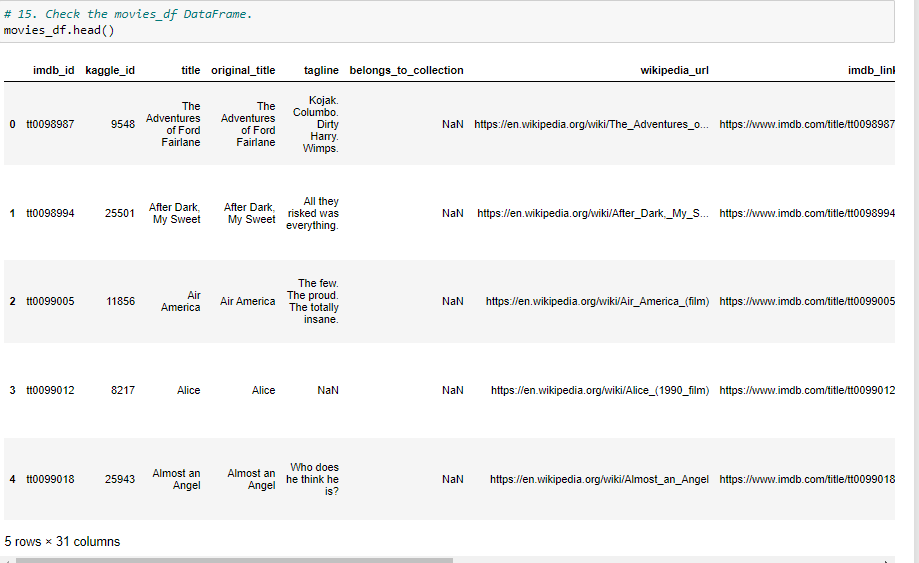 # 15. Check the movies_df DataFrame.
movies_df.head()
imdb_id kaggle_id title original_title tagline belongs_to_collection wikipedia_url imdb_link
0 tt0098987 9548 The Adventures of Ford Fairlane The Adventures of Ford Fairlane Kojak. Columbo. Dirty Harry. Wimps. NaN https://en.wikipedia.org/wiki/The_Adventures_o... https://www.imdb.com/title/tt0098987
1 tt0098994 25501 After Dark, My Sweet After Dark, My Sweet All they risked was everything. NaN https://en.wikipedia.org/wiki/After_Dark,_My_S... https://www.imdb.com/title/tt0098994
2 tt0099005 11856 Air America Air America The few. The proud. The totally insane. NaN https://en.wikipedia.org/wiki/Air_America_(film) https://www.imdb.com/title/tt0099005
3 tt0099012 8217 Alice Alice NaN NaN https://en.wikipedia.org/wiki/Alice_(1990_film) https://www.imdb.com/title/tt0099012
4 tt0099018 25943 Almost an Angel Almost an Angel Who does he think he is? NaN https://en.wikipedia.org/wiki/Almost_an_Angel https://www.imdb.com/title/tt0099018
5 rows × 31 columns